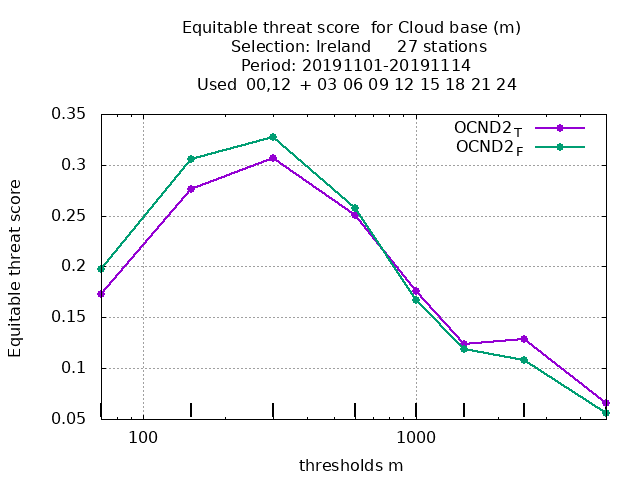 Equitable threat score  for Cloud base (m)
Selection: Ireland     27 stations
Period: 20191101-20191114
Used  00,12  + 03 06 09 12 15 18 21 24
OCND2_T
OCND2_F
Equitable threat score
0.35
0.3
0.25
0.2
0.15
0.1
0.05
100 1000
thresholds m